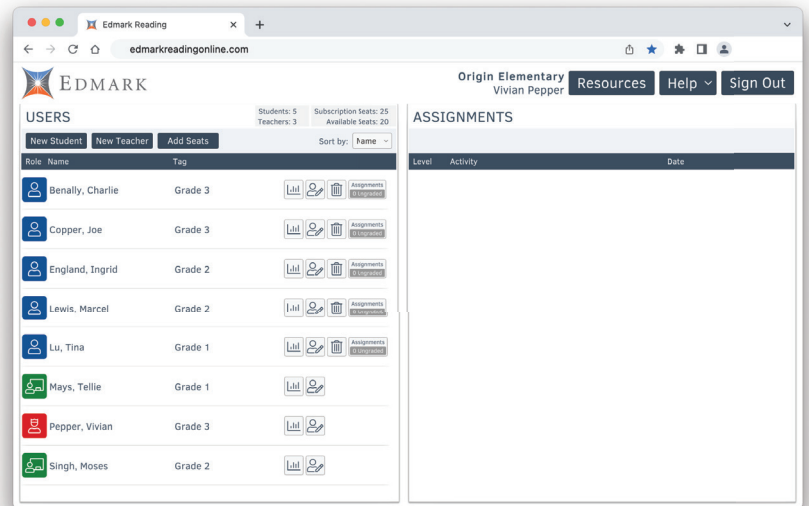 Edmark Reading
edmarkreadingonline.com
EDMARK
Origin Elementary
Vivian Pepper
Resources
Help
Sign Out
USERS
Students: 5
Teachers: 3
Subscription Seats: 25
Available Seats: 20
New Student
New Teacher
Add Seats
Sort by:
Name
Role Name Tag
Benally, Charlie Grade 3
Assignments
0 Ungraded
Copper, Joe Grade 3
Assignments
0 Ungraded
England, Ingrid Grade 2
Assignments
0 Ungraded
Lewis, Marcel Grade 2
Assignments
0 Ungraded
Lu, Tina Grade 1
Assignments
0 Ungraded
Mays, Tellie Grade 1
Pepper, Vivian Grade 3
Singh, Moses Grade 2
ASSIGNMENTS
Level Activity Date